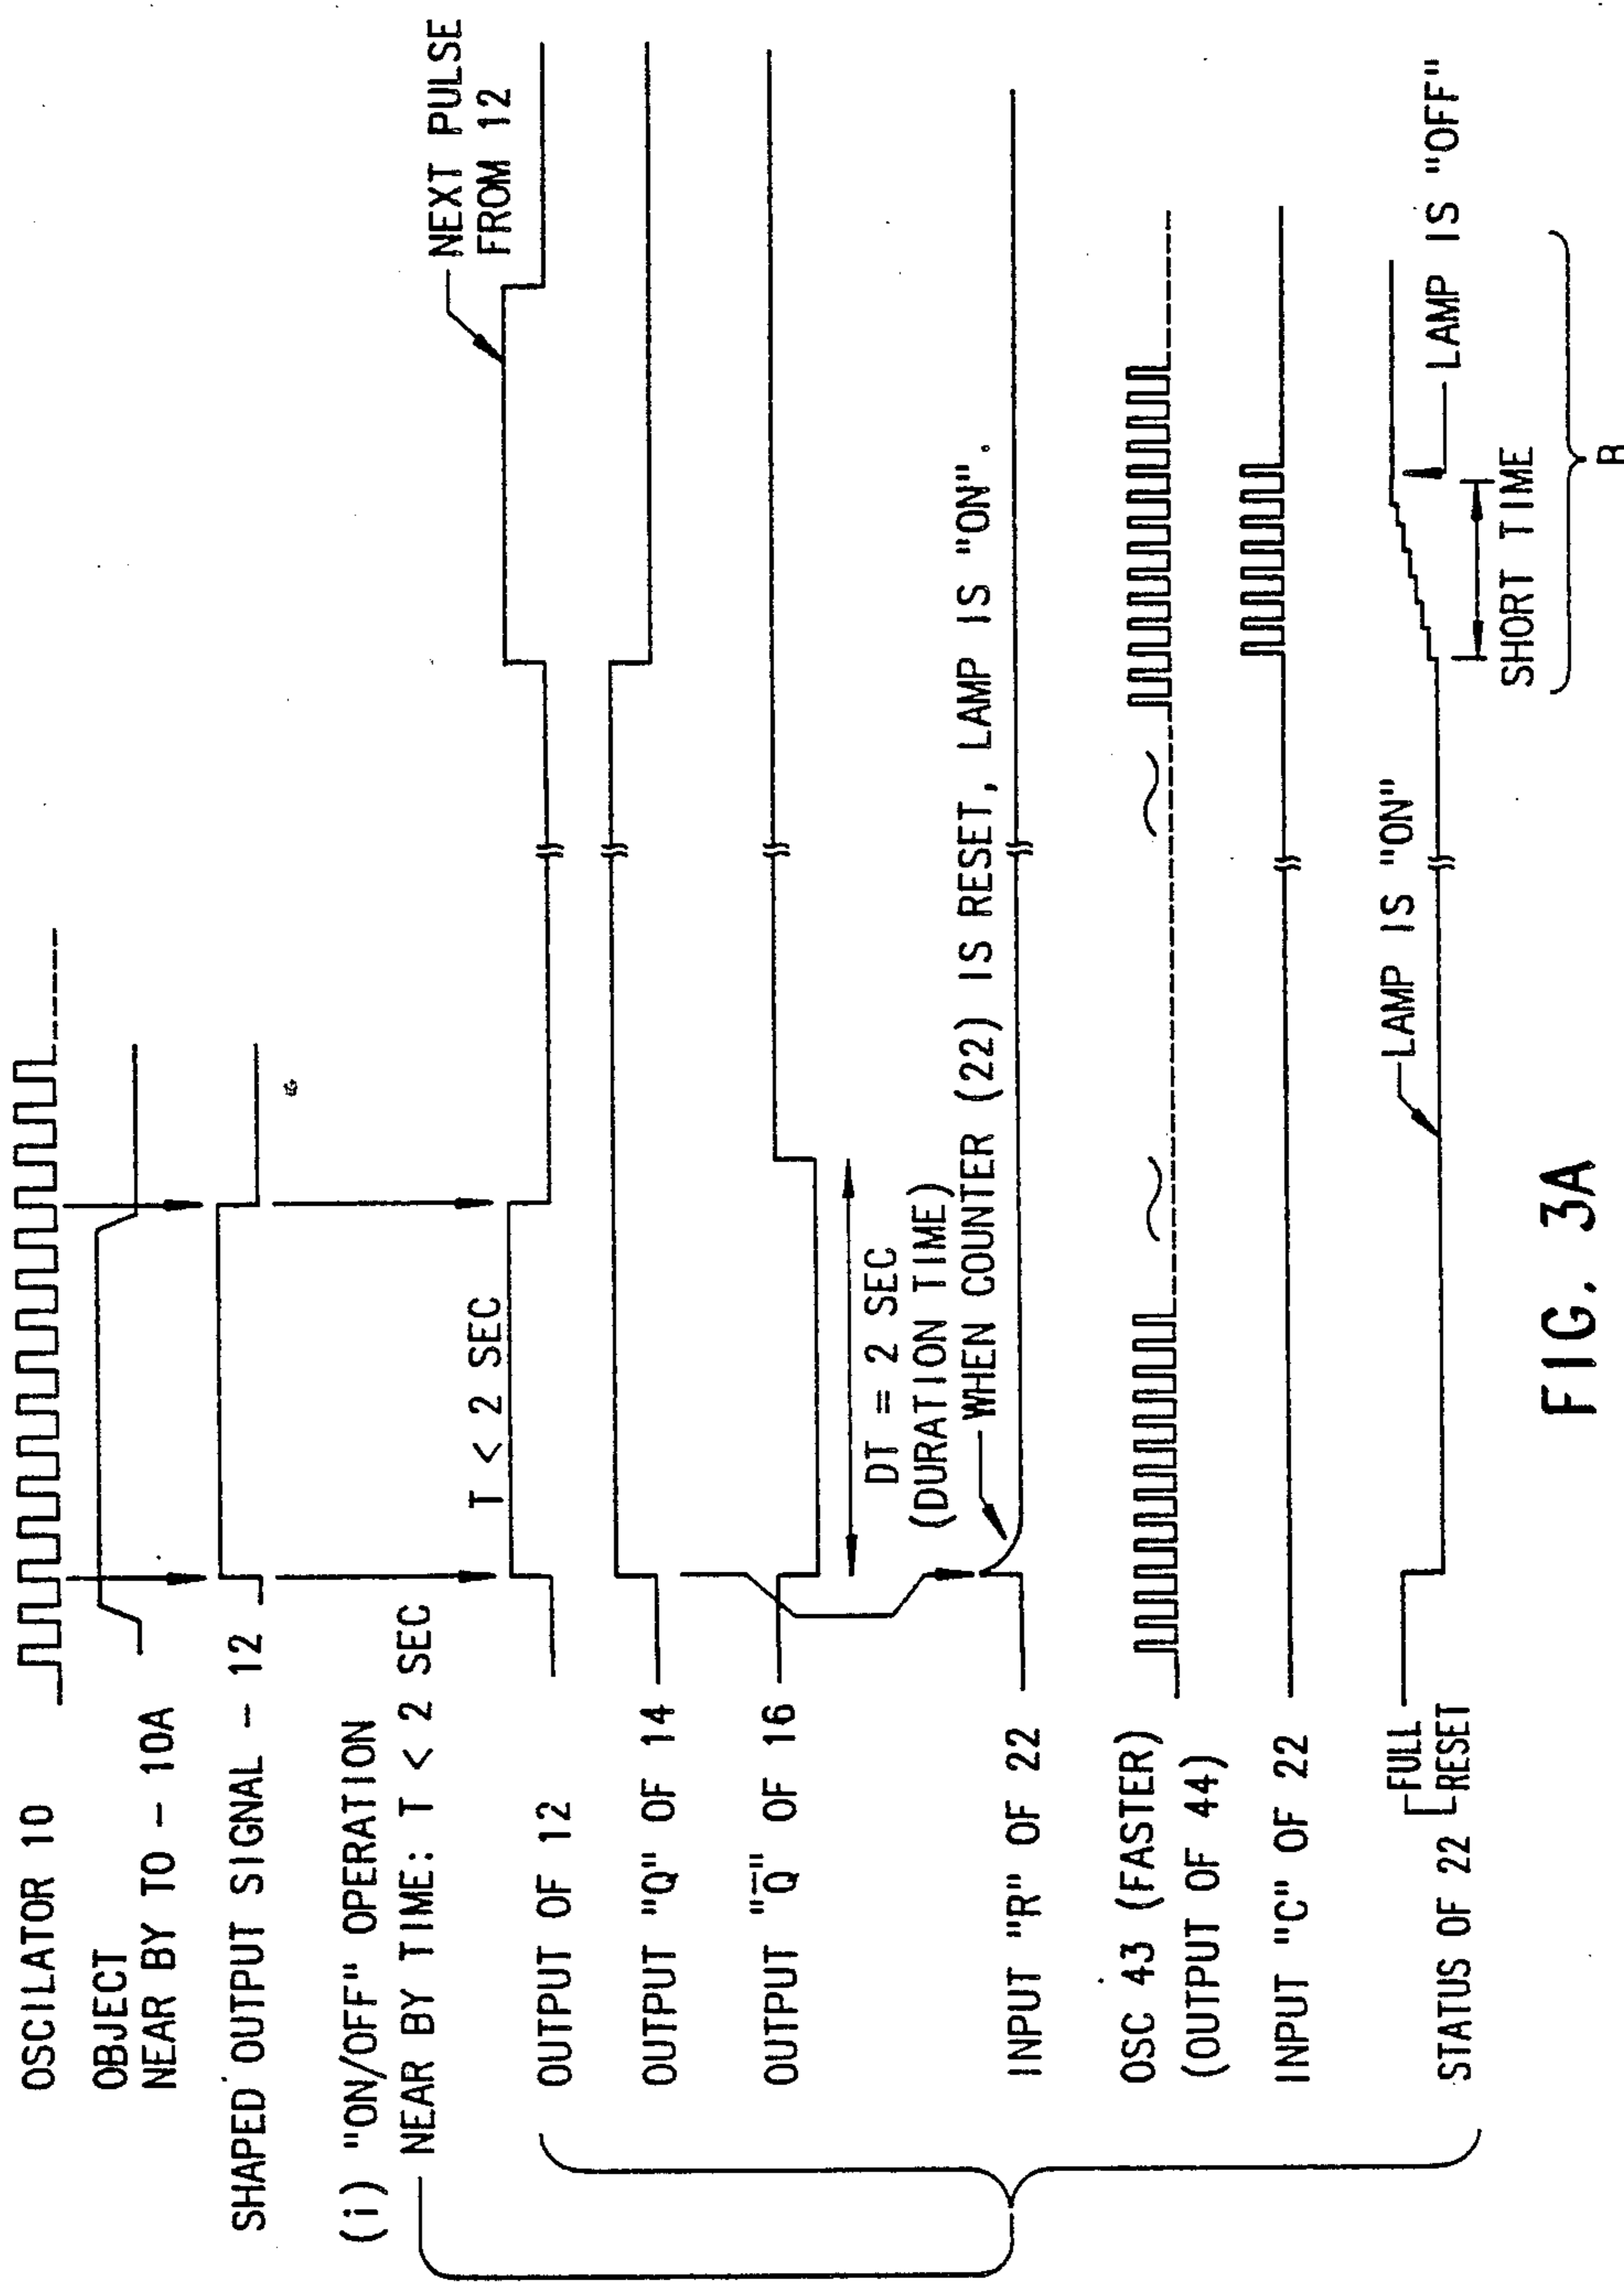 OSCILATOR 10
OBJECT
NEAR BY TO – 10A
SHAPED OUTPUT SIGNAL – 12
(i) "ON/OFF" OPERATION
NEAR BY TIME: T < 2 SEC
OUTPUT OF 12
T < 2 SEC
NEXT PULSE
FROM 12
OUTPUT "Q" OF 14
OUTPUT "Q̅" OF 16
DT = 2 SEC
(DURATION TIME)
WHEN COUNTER (22) IS RESET, LAMP IS "ON".
INPUT "R" OF 22
OSC 43 (FASTER)
(OUTPUT OF 44)
INPUT "C" OF 22
STATUS OF 22
FULL
RESET
LAMP IS "ON"
LAMP IS "OFF"
SHORT TIME
B
FIG. 3A